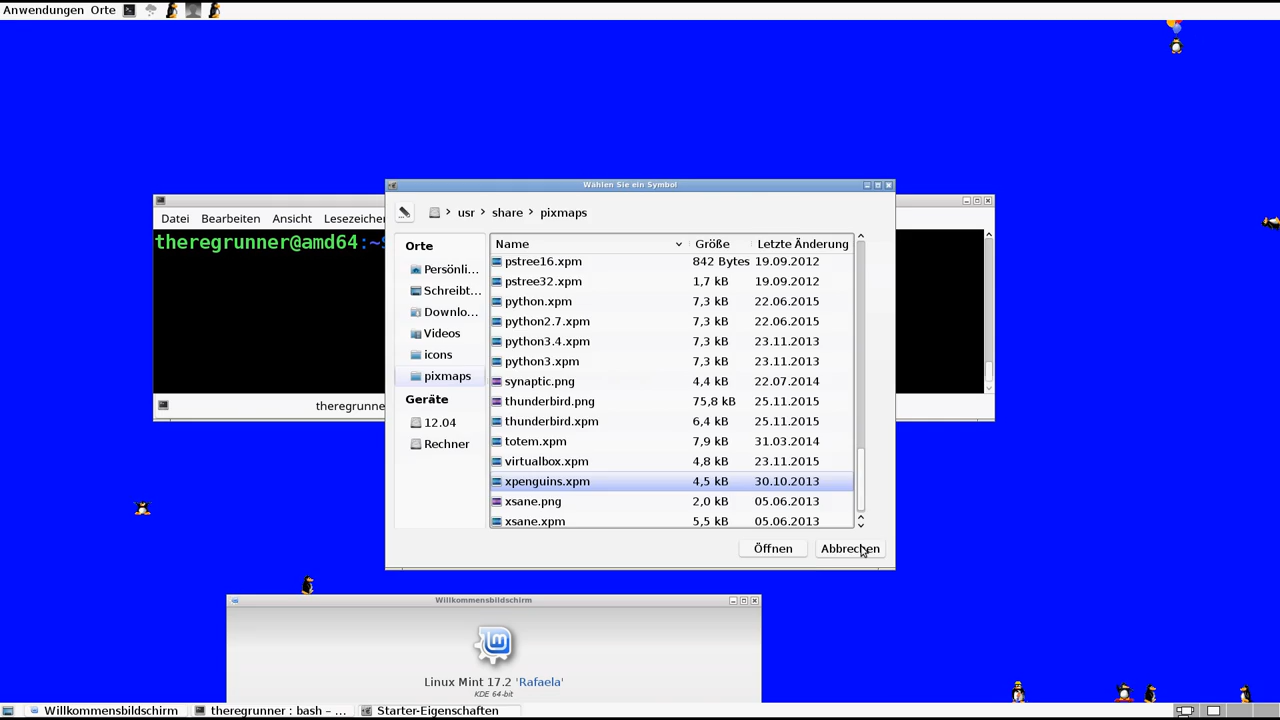 Anwendungen Orte
Wählen Sie ein Symbol
Datei Bearbeiten Ansicht Lesezeichen
usr share pixmaps
theregrunner@amd64:~$
Orte
Persönli...
Schreibt...
Downlo...
Videos
icons
pixmaps
Geräte
12.04
Rechner
Name Größe Letzte Änderung
pstree16.xpm 842 Bytes 19.09.2012
pstree32.xpm 1,7 kB 19.09.2012
python.xpm 7,3 kB 22.06.2015
python2.7.xpm 7,3 kB 22.06.2015
python3.4.xpm 7,3 kB 23.11.2013
python3.xpm 7,3 kB 23.11.2013
synaptic.png 4,4 kB 22.07.2014
thunderbird.png 75,8 kB 25.11.2015
thunderbird.xpm 6,4 kB 25.11.2015
totem.xpm 7,9 kB 31.03.2014
virtualbox.xpm 4,8 kB 23.11.2015
xpenguins.xpm 4,5 kB 30.10.2013
xsane.png 2,0 kB 05.06.2013
xsane.xpm 5,5 kB 05.06.2013
theregrunne
Öffnen Abbrechen
Willkommensbildschirm
Linux Mint 17.2 'Rafaela'
KDE 64-bit
Willkommensbildschirm theregrunner : bash – ... Starter-Eigenschaften